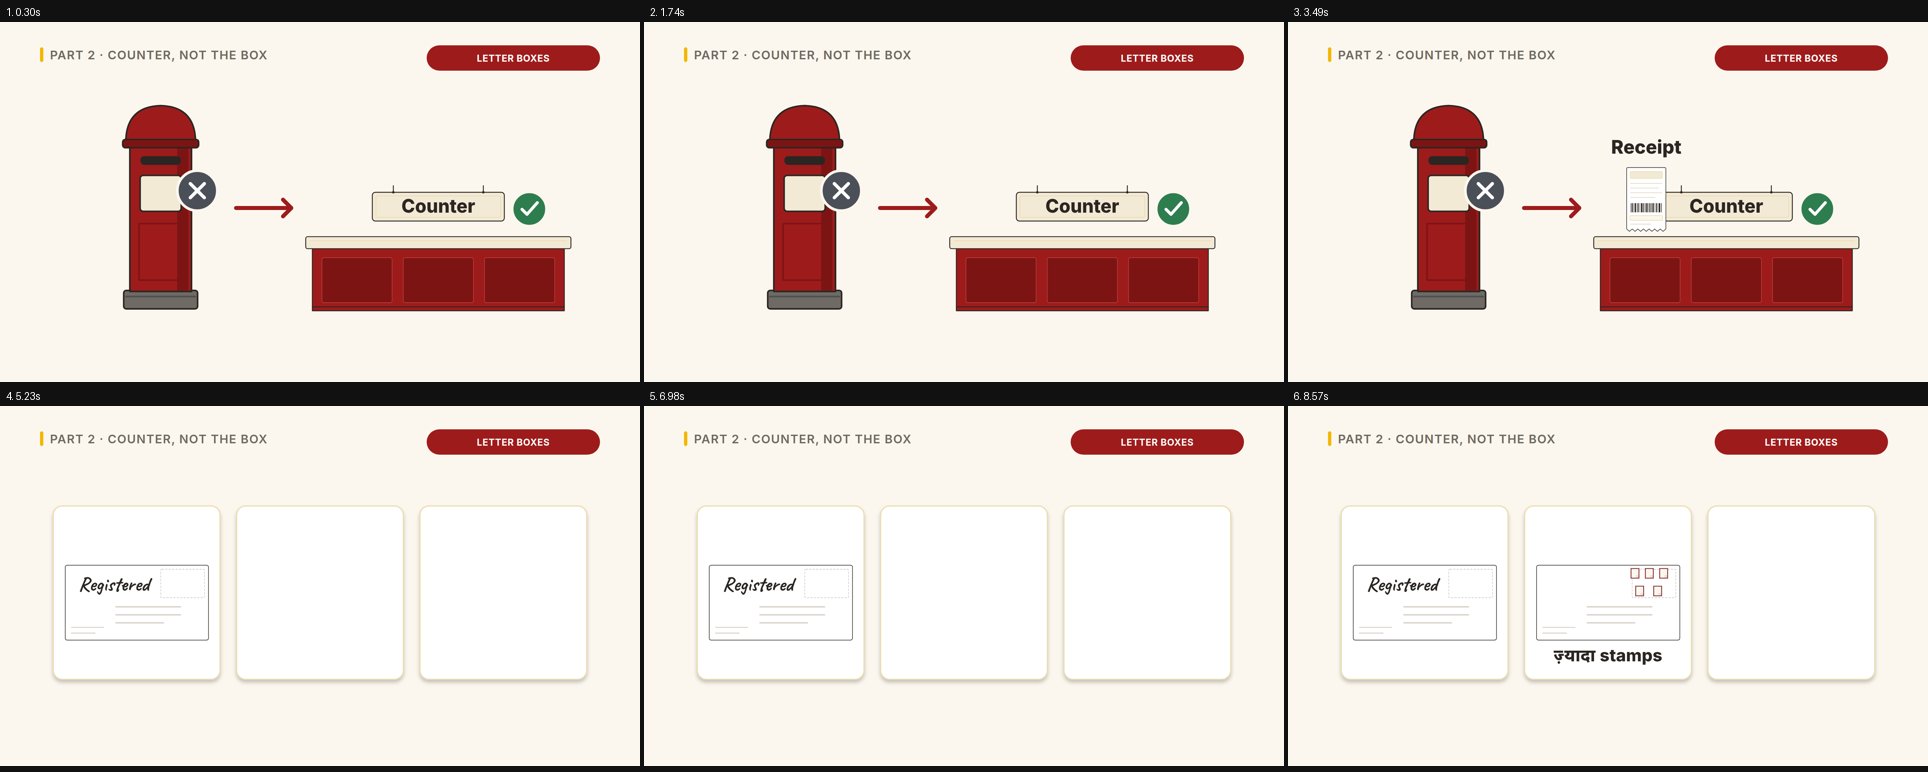 1. 0.30s
PART 2 · COUNTER, NOT THE BOX
LETTER BOXES
Counter
2. 1.74s
PART 2 · COUNTER, NOT THE BOX
LETTER BOXES
Counter
3. 3.49s
PART 2 · COUNTER, NOT THE BOX
LETTER BOXES
Receipt
Counter
4. 5.23s
PART 2 · COUNTER, NOT THE BOX
LETTER BOXES
Registered
5. 6.98s
PART 2 · COUNTER, NOT THE BOX
LETTER BOXES
Registered
6. 8.57s
PART 2 · COUNTER, NOT THE BOX
LETTER BOXES
Registered
ज़्यादा stamps